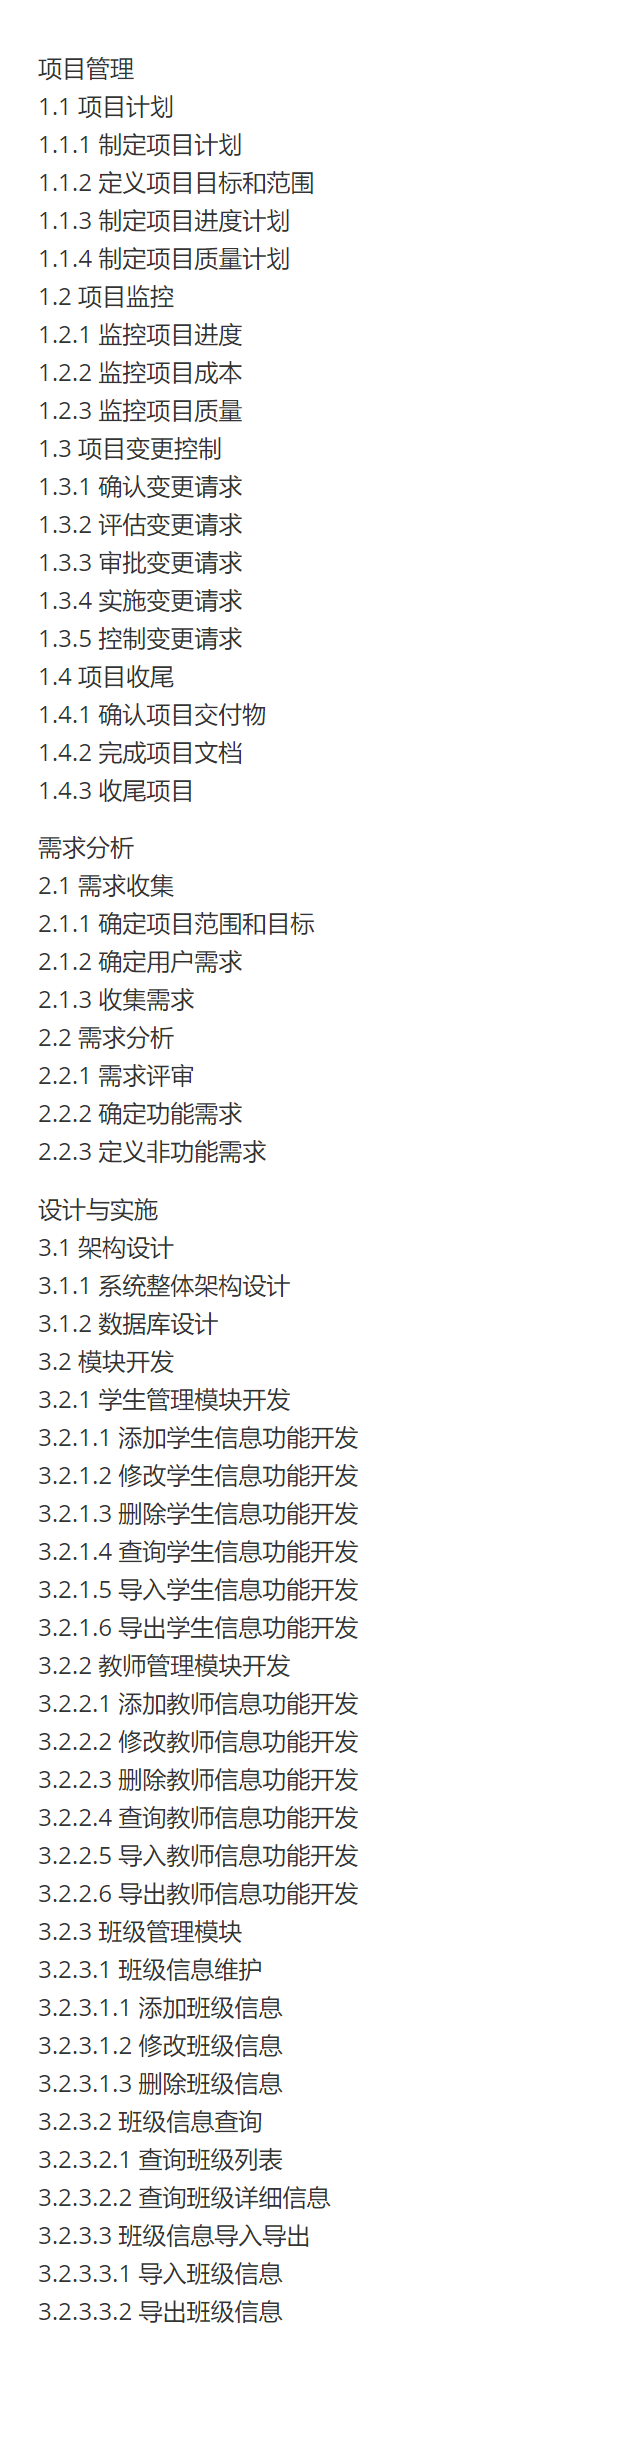 项目管理
1.1 项目计划
1.1.1 制定项目计划
1.1.2 定义项目目标和范围
1.1.3 制定项目进度计划
1.1.4 制定项目质量计划
1.2 项目监控
1.2.1 监控项目进度
1.2.2 监控项目成本
1.2.3 监控项目质量
1.3 项目变更控制
1.3.1 确认变更请求
1.3.2 评估变更请求
1.3.3 审批变更请求
1.3.4 实施变更请求
1.3.5 控制变更请求
1.4 项目收尾
1.4.1 确认项目交付物
1.4.2 完成项目文档
1.4.3 收尾项目
需求分析
2.1 需求收集
2.1.1 确定项目范围和目标
2.1.2 确定用户需求
2.1.3 收集需求
2.2 需求分析
2.2.1 需求评审
2.2.2 确定功能需求
2.2.3 定义非功能需求
设计与实施
3.1 架构设计
3.1.1 系统整体架构设计
3.1.2 数据库设计
3.2 模块开发
3.2.1 学生管理模块开发
3.2.1.1 添加学生信息功能开发
3.2.1.2 修改学生信息功能开发
3.2.1.3 删除学生信息功能开发
3.2.1.4 查询学生信息功能开发
3.2.1.5 导入学生信息功能开发
3.2.1.6 导出学生信息功能开发
3.2.2 教师管理模块开发
3.2.2.1 添加教师信息功能开发
3.2.2.2 修改教师信息功能开发
3.2.2.3 删除教师信息功能开发
3.2.2.4 查询教师信息功能开发
3.2.2.5 导入教师信息功能开发
3.2.2.6 导出教师信息功能开发
3.2.3 班级管理模块
3.2.3.1 班级信息维护
3.2.3.1.1 添加班级信息
3.2.3.1.2 修改班级信息
3.2.3.1.3 删除班级信息
3.2.3.2 班级信息查询
3.2.3.2.1 查询班级列表
3.2.3.2.2 查询班级详细信息
3.2.3.3 班级信息导入导出
3.2.3.3.1 导入班级信息
3.2.3.3.2 导出班级信息